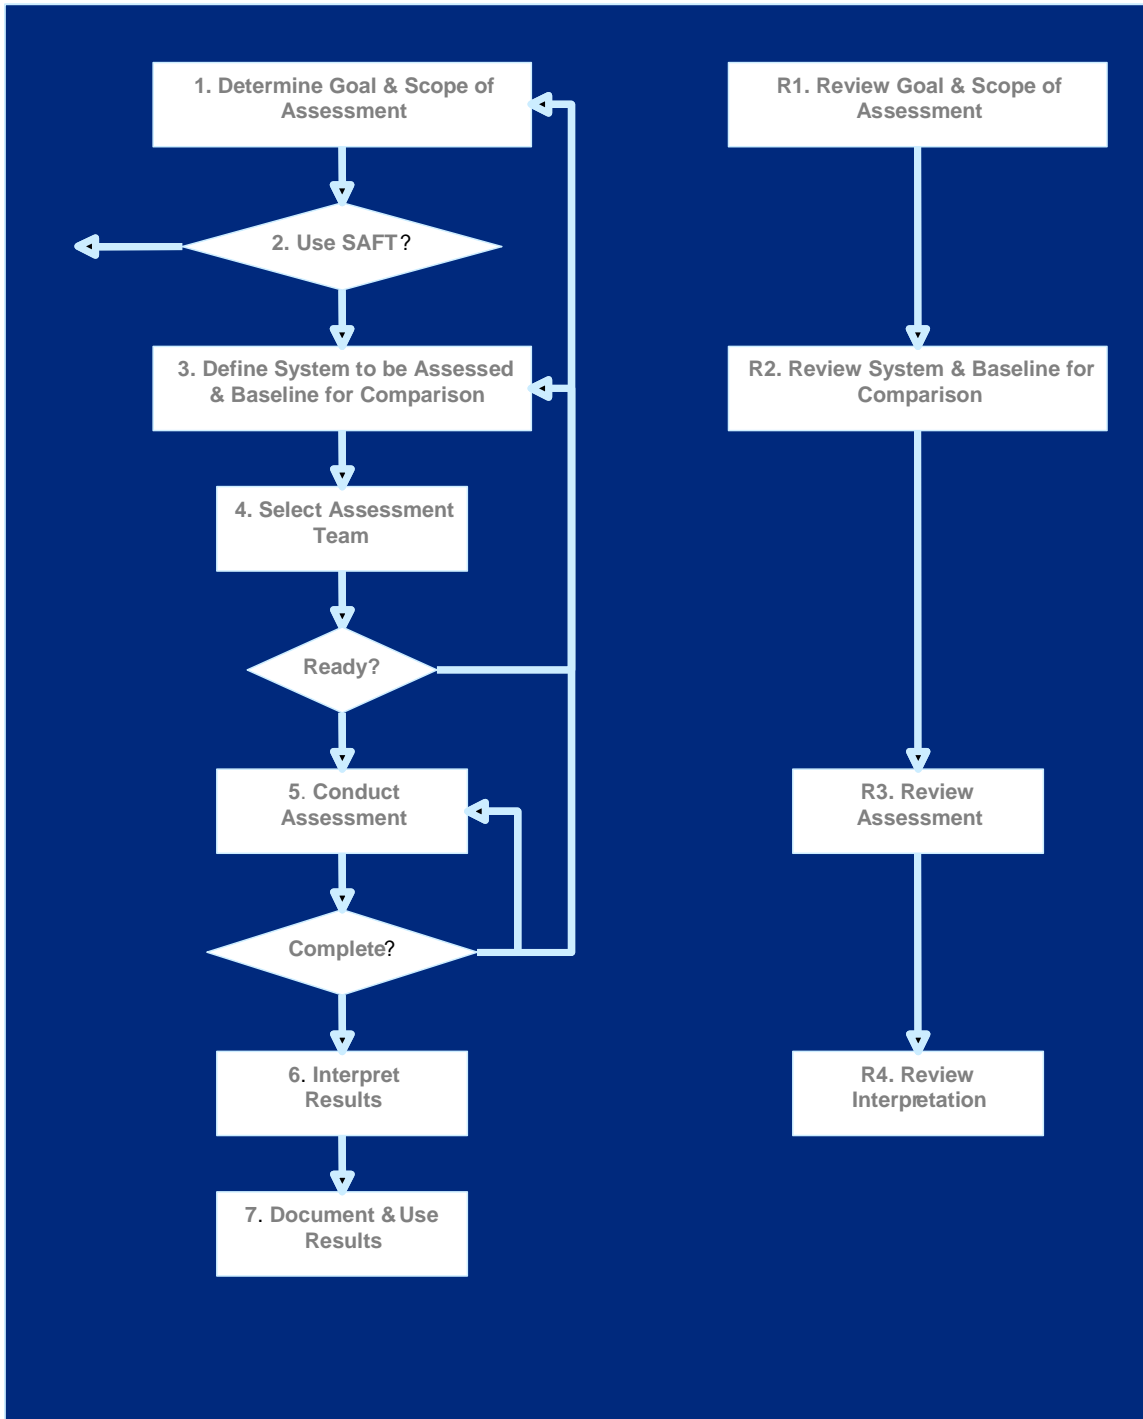 1. Determine Goal & Scope of
Assessment
2. Use SAFT?
3. Define System to be Assessed
& Baseline for Comparison
4. Select Assessment
Team
Ready?
5. Conduct
Assessment
Complete?
6. Interpret
Results
7. Document & Use
Results
R1. Review Goal & Scope of
Assessment
R2. Review System & Baseline for
Comparison
R3. Review
Assessment
R4. Review
Interpretation